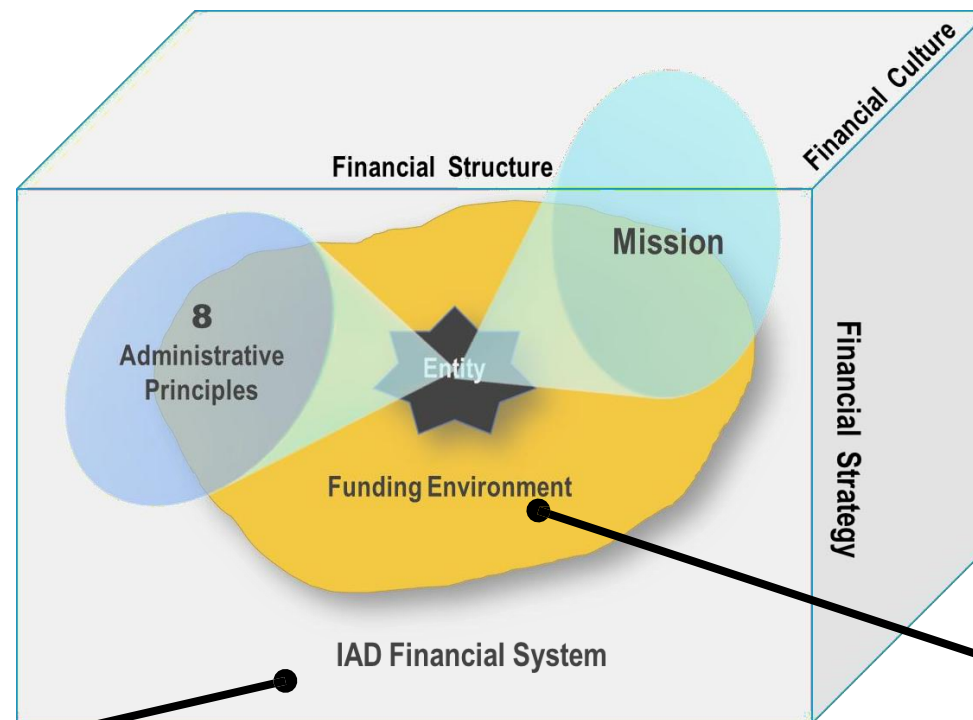 Financial Culture
Financial Structure
Mission
8
Administrative
Principles
Entity
Financial Strategy
Funding Environment
IAD Financial System